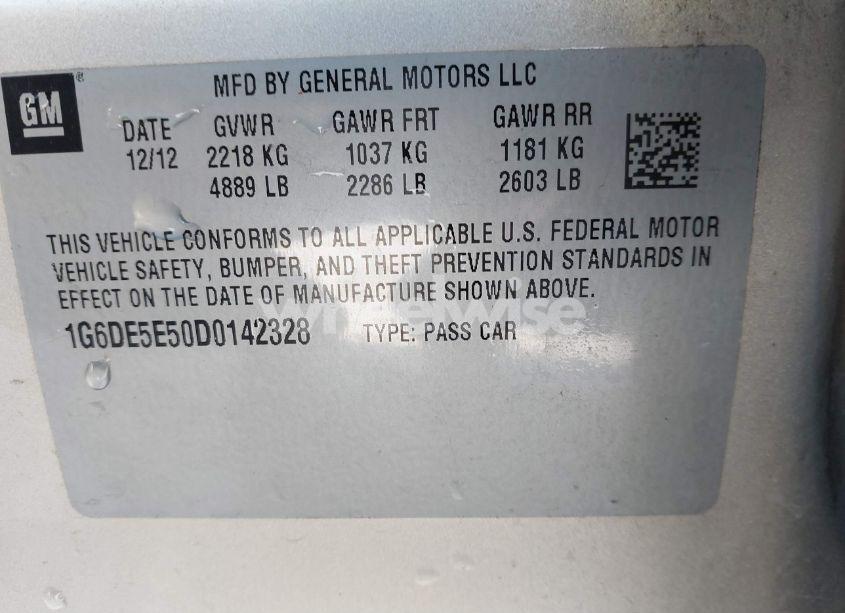 GM ®
MFD BY GENERAL MOTORS LLC
DATE GVWR GAWR FRT GAWR RR
12/12 2218 KG 1037 KG 1181 KG
4889 LB 2286 LB 2603 LB
THIS VEHICLE CONFORMS TO ALL APPLICABLE U.S. FEDERAL MOTOR
VEHICLE SAFETY, BUMPER, AND THEFT PREVENTION STANDARDS IN
EFFECT ON THE DATE OF MANUFACTURE SHOWN ABOVE.
wheelwise
1G6DE5E50D0142328 TYPE: PASS CAR